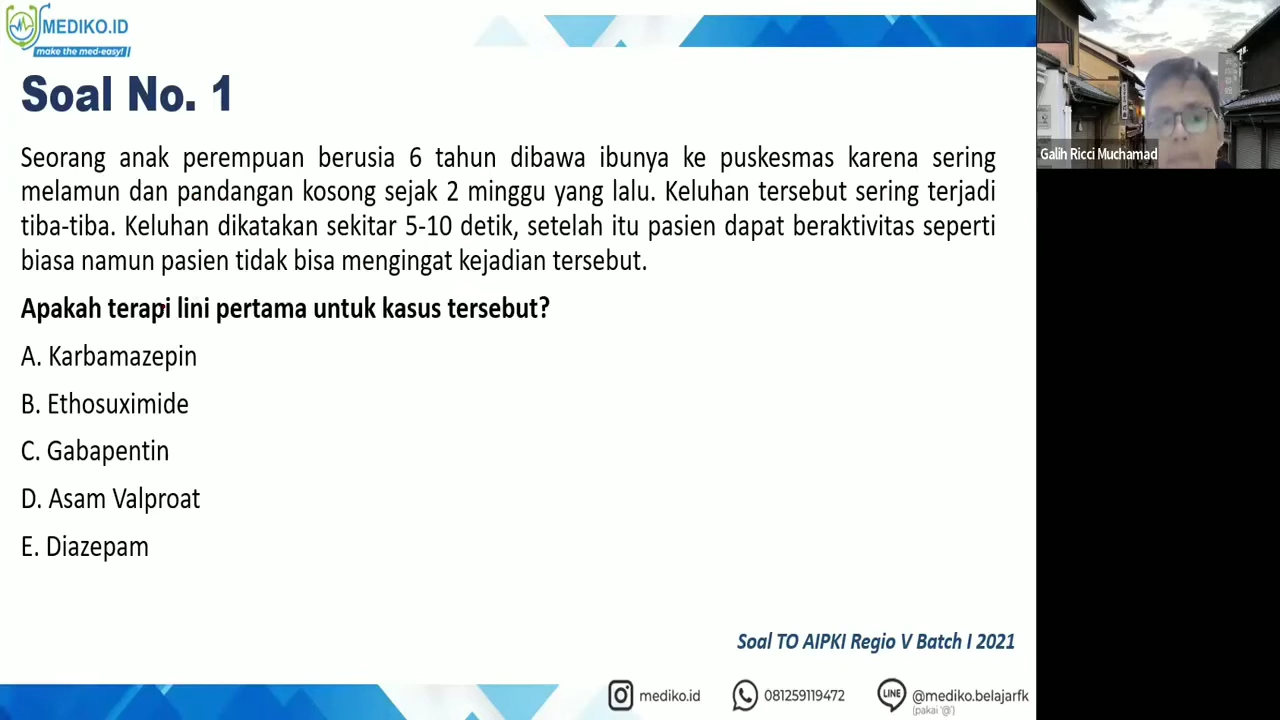 MEDIKO.ID
make the med-easy!
Soal No. 1
Seorang anak perempuan berusia 6 tahun dibawa ibunya ke puskesmas karena sering
melamun dan pandangan kosong sejak 2 minggu yang lalu. Keluhan tersebut sering terjadi
tiba-tiba. Keluhan dikatakan sekitar 5-10 detik, setelah itu pasien dapat beraktivitas seperti
biasa namun pasien tidak bisa mengingat kejadian tersebut.
Apakah terapi lini pertama untuk kasus tersebut?
A. Karbamazepin
B. Ethosuximide
C. Gabapentin
D. Asam Valproat
E. Diazepam
Soal TO AIPKI Regio V Batch I 2021
mediko.id
081259119472
LINE
@mediko.belajarfk
(pakai '@')
Galih Ricci Muchamad